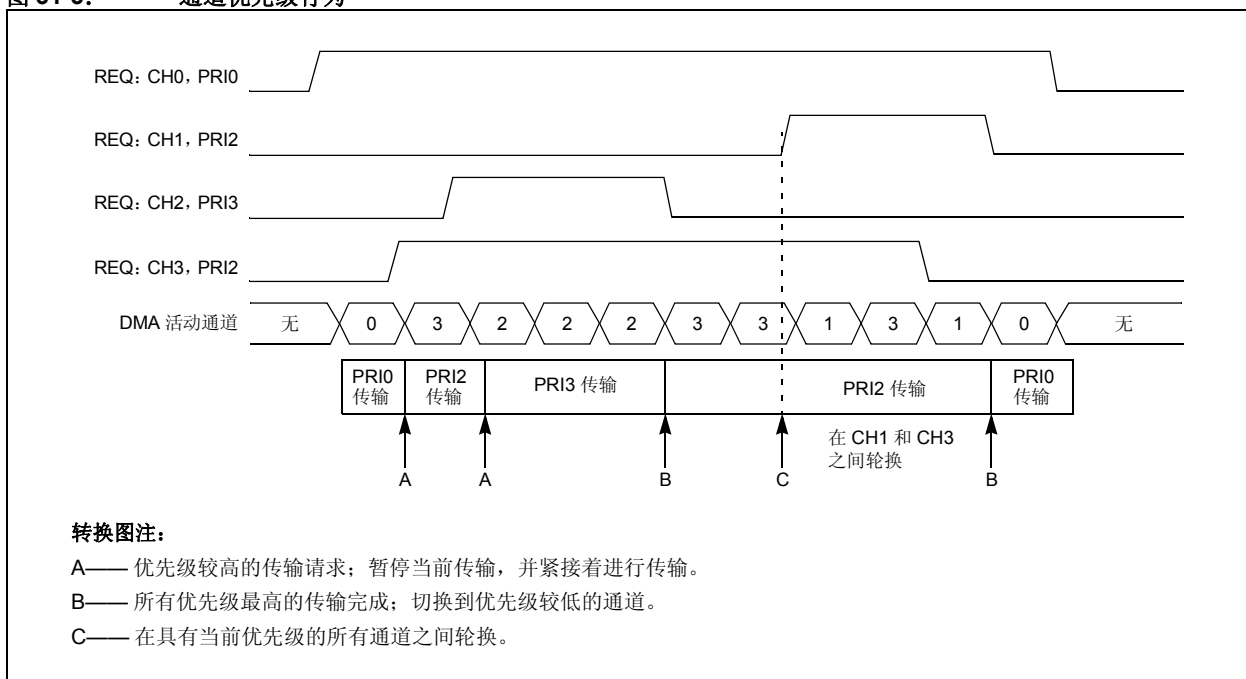 REQ：CH0，PRI0
REQ：CH1，PRI2
REQ：CH2，PRI3
REQ：CH3，PRI2
DMA 活动通道 无 0 3 2 2 2 3 3 1 3 1 0 无
PRI0 传输
PRI2 传输
PRI3 传输
PRI2 传输
PRI0 传输
在 CH1 和 CH3
之间轮换
A A B C B
转换图注：
A—— 优先级较高的传输请求；暂停当前传输，并紧接着进行传输。
B—— 所有优先级最高的传输完成；切换到优先级较低的通道。
C—— 在具有当前优先级的所有通道之间轮换。